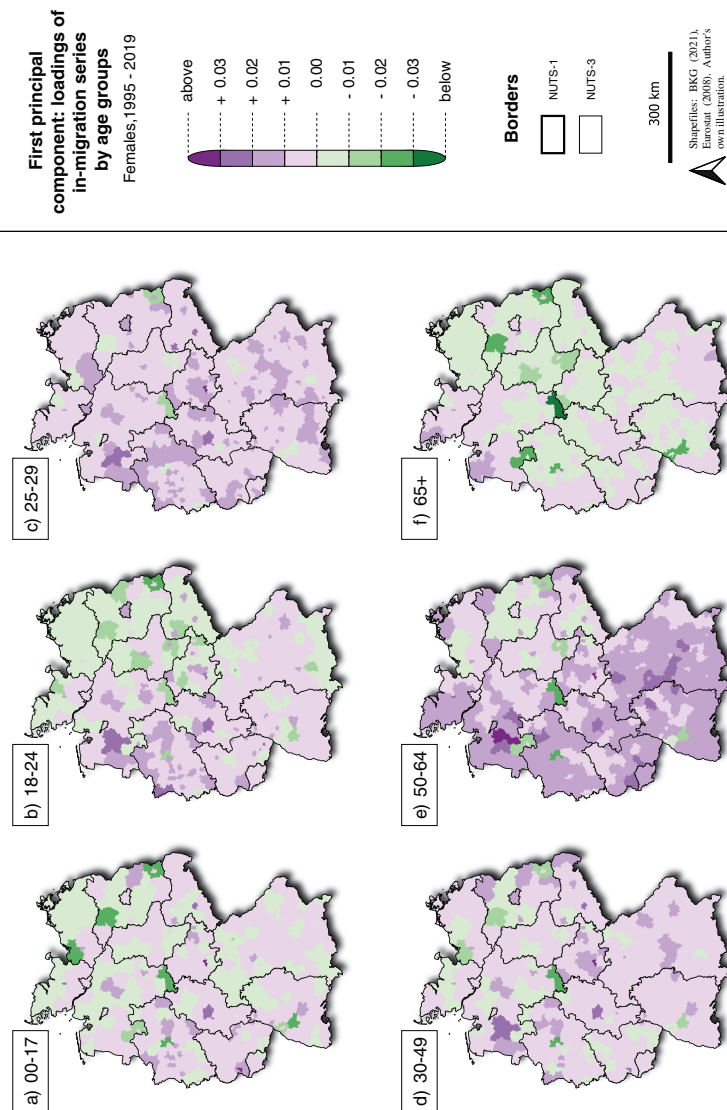 a) 00-17
b) 18-24
c) 25-29
d) 30-49
e) 50-64
f) 65+
First principal
component: loadings of
in-migration series
by age groups
Females,1995 - 2019
above
+ 0.03
+ 0.02
+ 0.01
0.00
- 0.01
- 0.02
- 0.03
below
Borders
NUTS-1
NUTS-3
300 km
Shapefiles: BKG (2021),
Eurostat (2008). Author's
own illustration.